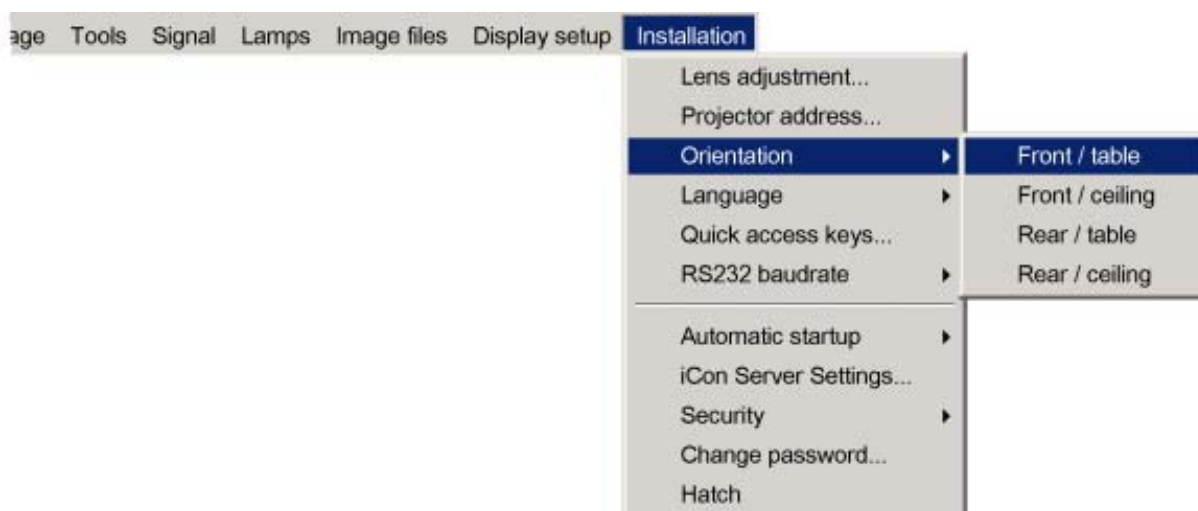 age Tools Signal Lamps Image files Display setup Installation
Lens adjustment...
Projector address...
Orientation
Front / table
Language
Front / ceiling
Quick access keys...
Rear / table
RS232 baudrate
Rear / ceiling
Automatic startup
iCon Server Settings...
Security
Change password...
Hatch